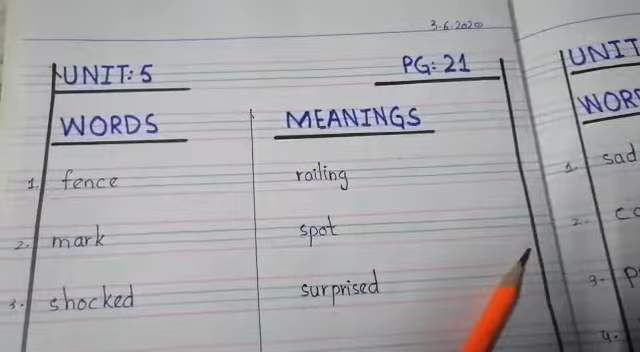 3.6.2020
UNIT: 5 PG: 21
WORDS MEANINGS
1. fence railing
2. mark spot
3. shocked surprised
UNIT
WOR
1. sad
2. co
3. p
4.